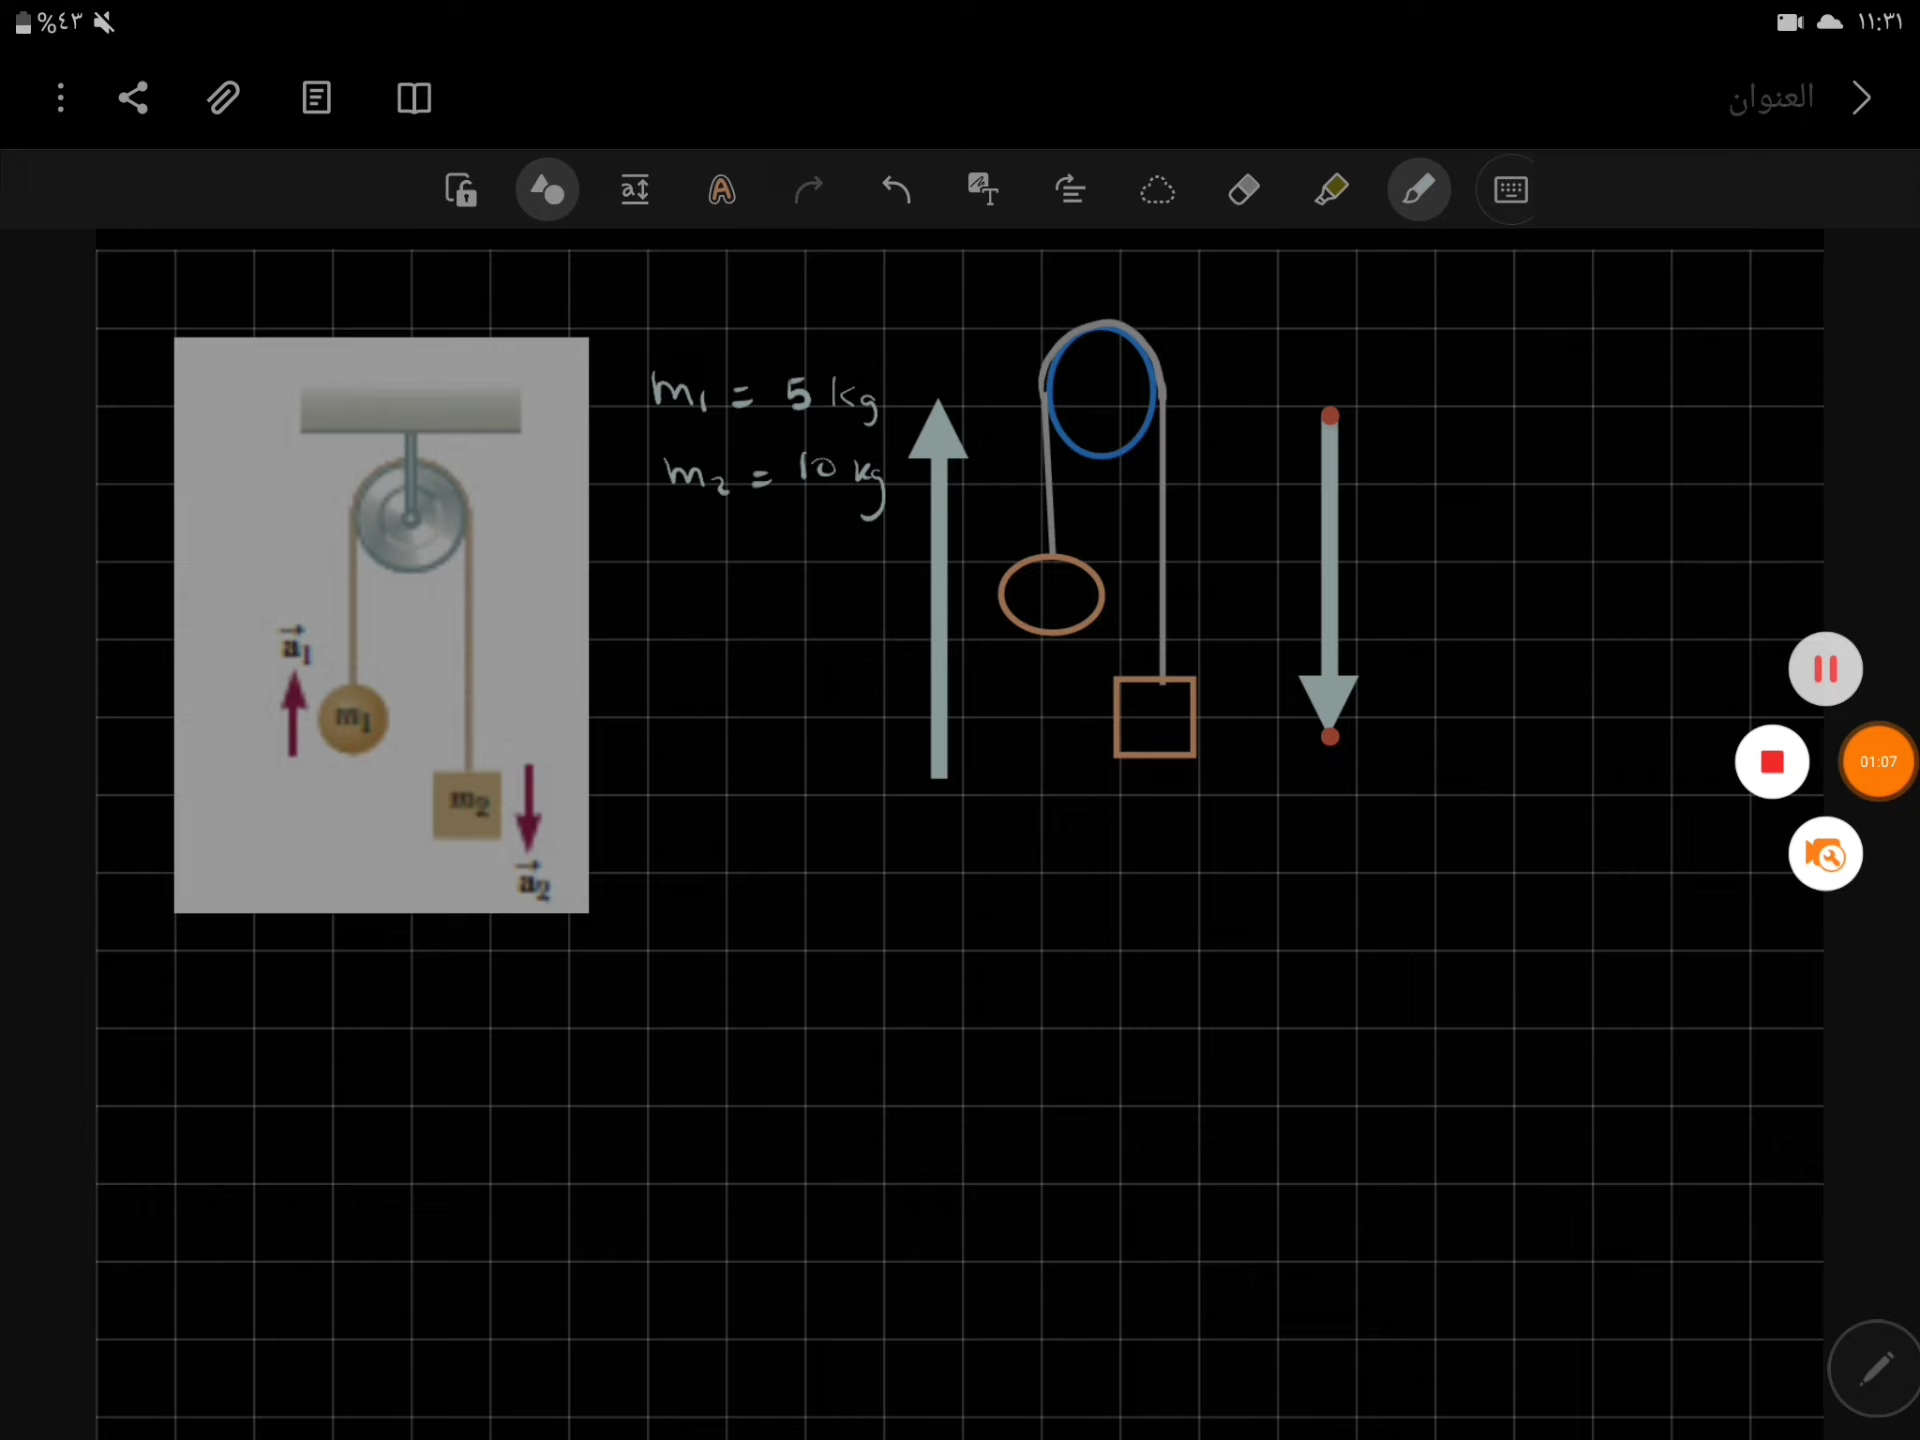 %٤٣
١١:٣١
العنوان
m₁ = 5 kg
m₂ = 10 kg
a₁
m₁
m₂
a₂
01:07